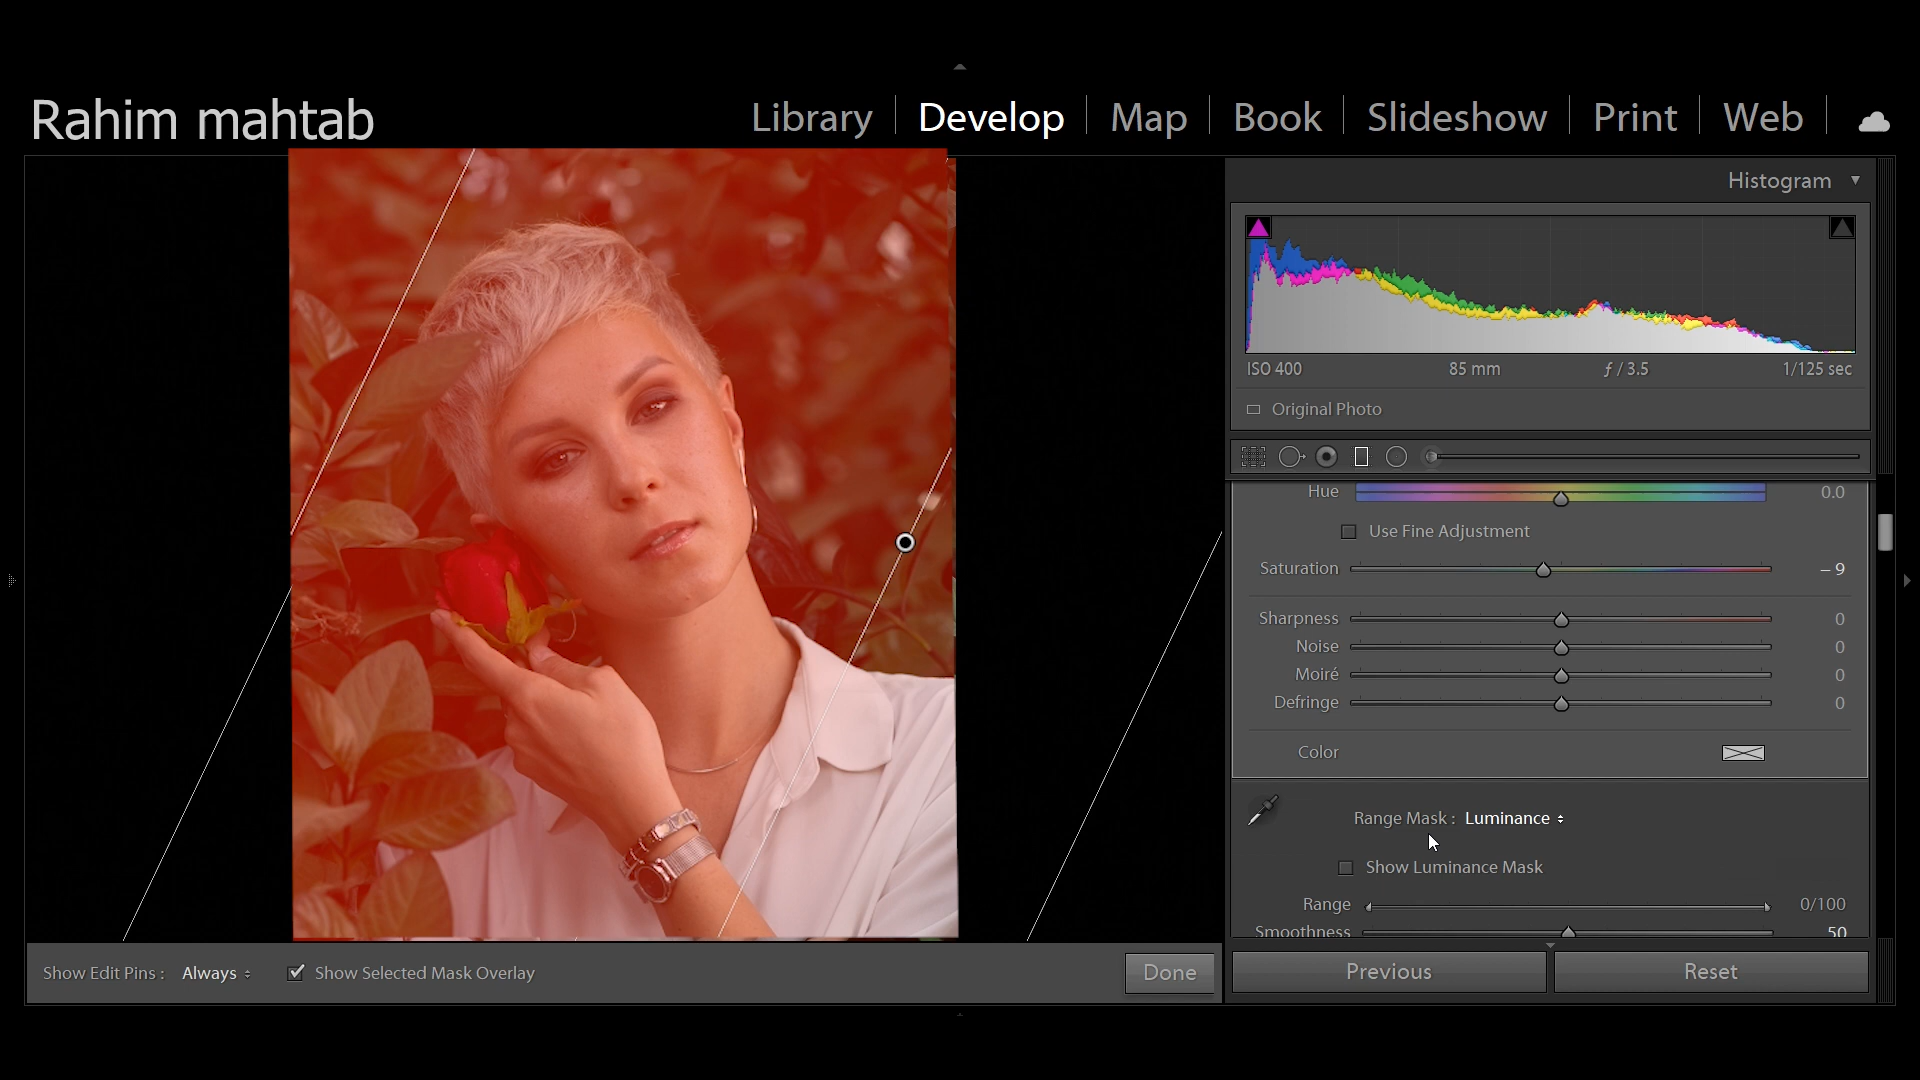 Rahim mahtab
Library Develop Map Book Slideshow Print Web
Histogram
ISO 400 85 mm ƒ / 3.5 1/125 sec
Original Photo
Hue 0.0
Use Fine Adjustment
Saturation – 9
Sharpness 0
Noise 0
Moiré 0
Defringe 0
Color
Range Mask : Luminance
Show Luminance Mask
Range 0/100
Smoothness 50
Show Edit Pins : Always Show Selected Mask Overlay Done
Previous Reset